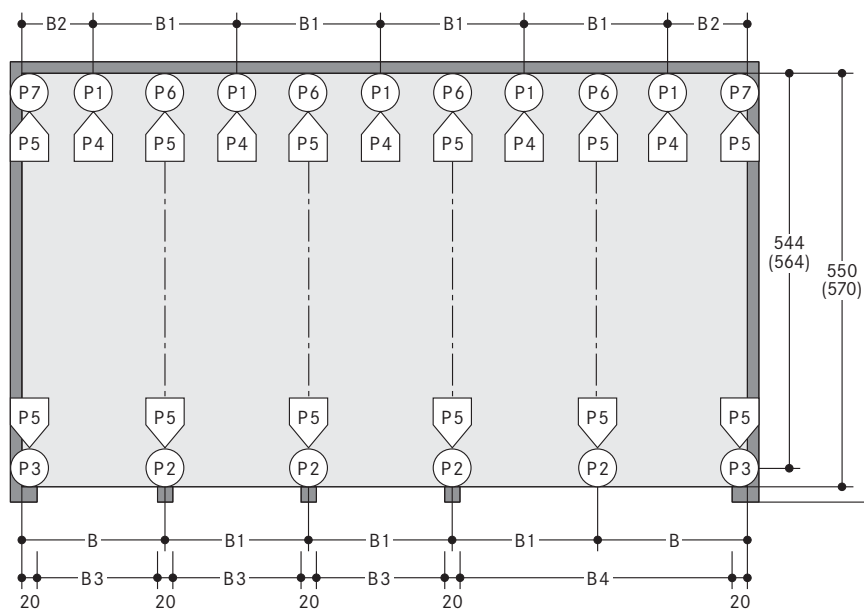 B2 B1 B1 B1 B1 B2
P7 P1 P6 P1 P6 P1 P6 P1 P6 P1 P7
P5 P4 P5 P4 P5 P4 P5 P4 P5 P4 P5
544
(564)
550
(570)
P5 P5 P5 P5 P5 P5
P3 P2 P2 P2 P2 P3
B B1 B1 B1 B
B3 B3 B3 B4
20 20 20 20 20